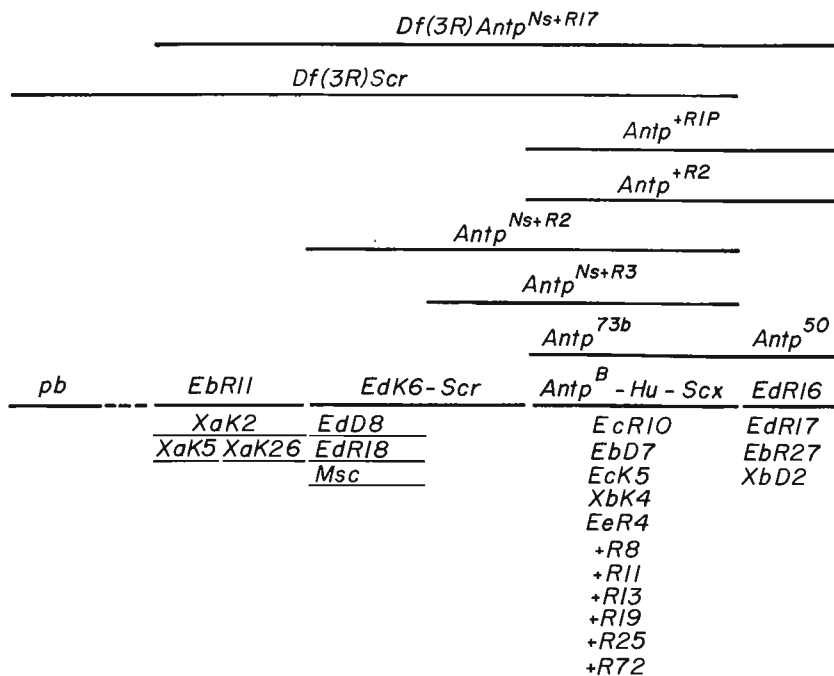 Df(3R)Antp^Ns+R17
Df(3R)Scr
Antp^+R1P
Antp^+R2
Antp^Ns+R2
Antp^Ns+R3
Antp^73b Antp^50
pb EbR11 EdK6-Scr Antp^B-Hu-Scx EdR16
XaK2 EdD8 EcR10 EdR17
XaK5 XaK26 EdR18 EbD7 EbR27
Msc EcK5 XbD2
XbK4
EeR4
+R8
+R11
+R13
+R19
+R25
+R72